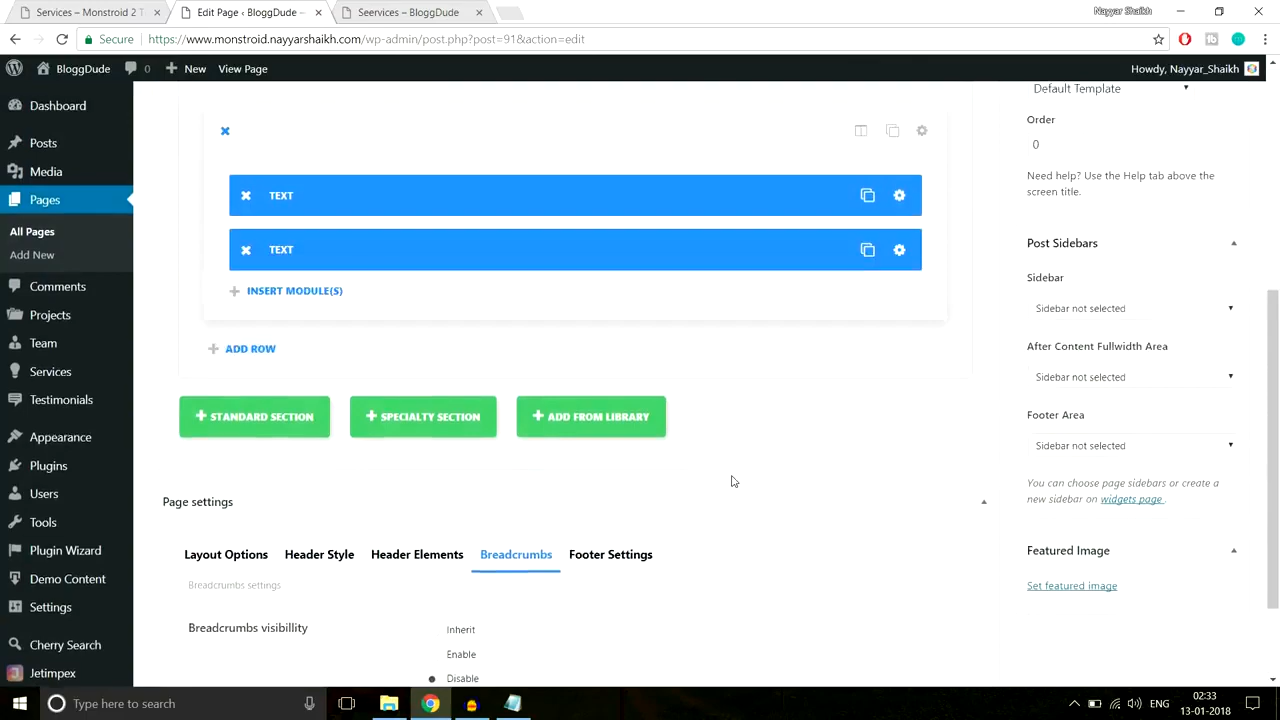 Services – Monstroid 2 T
Edit Page ‹ BloggDude —
Seervices – BloggDude
Nayyar Shaikh
Secure
https://www.monstroid.nayyarshaikh.com/wp-admin/post.php?post=91&action=edit
BloggDude
0
New
View Page
Howdy, Nayyar_Shaikh
Dashboard
Posts
Media
Pages
All Pages
Add New
Comments
Projects
Team
Services
Testimonials
Appearance
Plugins
Users
Tools
Plugin Wizard
Demo Content
Settings
Cherry Search
Jetimpex
TEXT
TEXT
INSERT MODULE(S)
ADD ROW
STANDARD SECTION
SPECIALTY SECTION
ADD FROM LIBRARY
Page settings
Layout Options
Header Style
Header Elements
Breadcrumbs
Footer Settings
Breadcrumbs settings
Breadcrumbs visibillity
Inherit
Enable
Disable
Default Template
Order
0
Need help? Use the Help tab above the
screen title.
Post Sidebars
Sidebar
Sidebar not selected
After Content Fullwidth Area
Sidebar not selected
Footer Area
Sidebar not selected
You can choose page sidebars or create a
new sidebar on widgets page .
Featured Image
Set featured image
Type here to search
ENG
02:33
13-01-2018